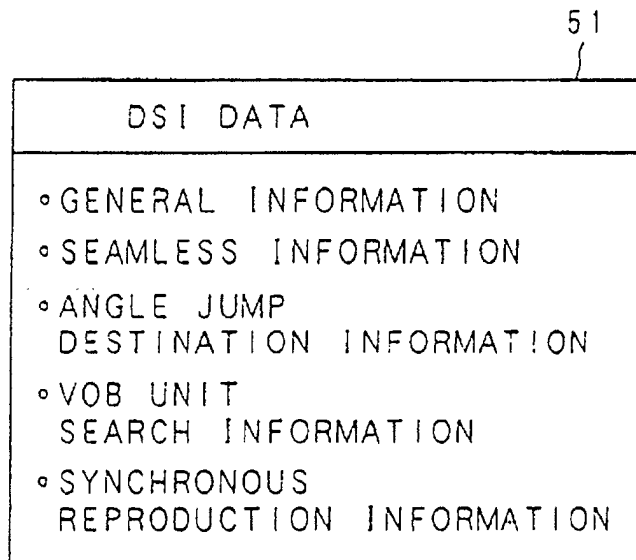 51
DSI DATA
∘GENERAL INFORMATION
∘SEAMLESS INFORMATION
∘ANGLE JUMP
DESTINATION INFORMATION
∘VOB UNIT
SEARCH INFORMATION
∘SYNCHRONOUS
REPRODUCTION INFORMATION